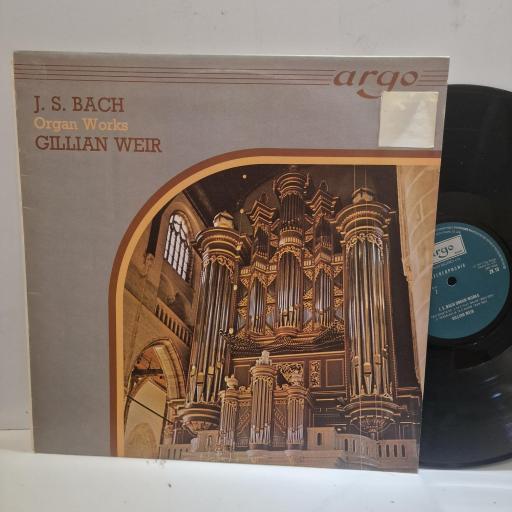 argo
J. S. BACH
Organ Works
GILLIAN WEIR
argo
J. S. BACH ORGAN WORKS
GILLIAN WEIR